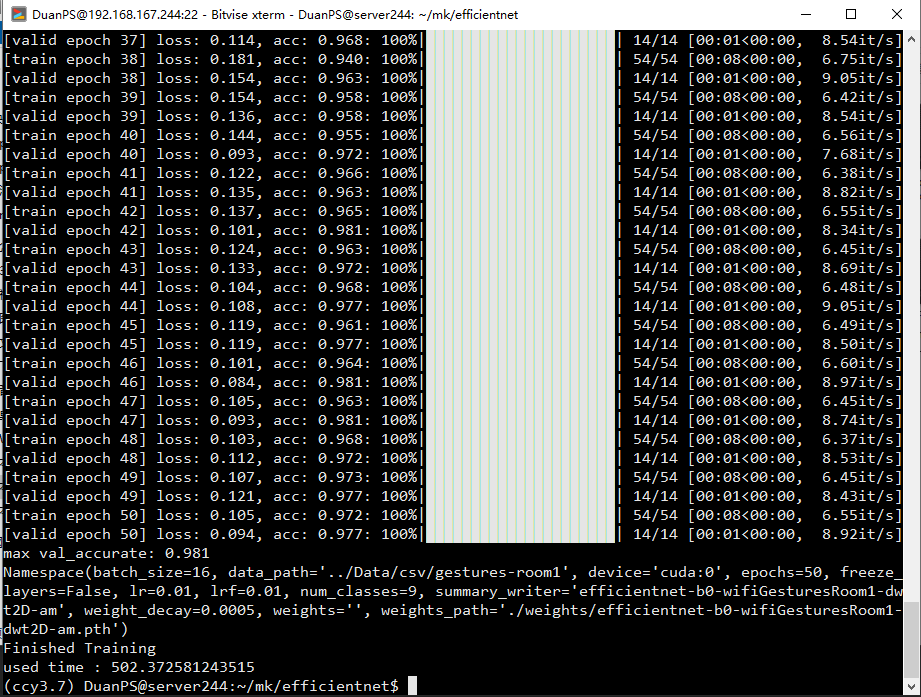 DuanPS@192.168.167.244:22 - Bitvise xterm - DuanPS@server244: ~/mk/efficientnet
[valid epoch 37] loss: 0.114, acc: 0.968: 100%| | 14/14 [00:01<00:00,  8.54it/s]
[train epoch 38] loss: 0.181, acc: 0.940: 100%| | 54/54 [00:08<00:00,  6.75it/s]
[valid epoch 38] loss: 0.154, acc: 0.963: 100%| | 14/14 [00:01<00:00,  9.05it/s]
[train epoch 39] loss: 0.154, acc: 0.958: 100%| | 54/54 [00:08<00:00,  6.42it/s]
[valid epoch 39] loss: 0.136, acc: 0.958: 100%| | 14/14 [00:01<00:00,  8.54it/s]
[train epoch 40] loss: 0.144, acc: 0.955: 100%| | 54/54 [00:08<00:00,  6.56it/s]
[valid epoch 40] loss: 0.093, acc: 0.972: 100%| | 14/14 [00:01<00:00,  7.68it/s]
[train epoch 41] loss: 0.122, acc: 0.966: 100%| | 54/54 [00:08<00:00,  6.38it/s]
[valid epoch 41] loss: 0.135, acc: 0.963: 100%| | 14/14 [00:01<00:00,  8.82it/s]
[train epoch 42] loss: 0.137, acc: 0.965: 100%| | 54/54 [00:08<00:00,  6.55it/s]
[valid epoch 42] loss: 0.101, acc: 0.981: 100%| | 14/14 [00:01<00:00,  8.34it/s]
[train epoch 43] loss: 0.124, acc: 0.963: 100%| | 54/54 [00:08<00:00,  6.45it/s]
[valid epoch 43] loss: 0.133, acc: 0.972: 100%| | 14/14 [00:01<00:00,  8.69it/s]
[train epoch 44] loss: 0.104, acc: 0.968: 100%| | 54/54 [00:08<00:00,  6.48it/s]
[valid epoch 44] loss: 0.108, acc: 0.977: 100%| | 14/14 [00:01<00:00,  9.05it/s]
[train epoch 45] loss: 0.119, acc: 0.961: 100%| | 54/54 [00:08<00:00,  6.49it/s]
[valid epoch 45] loss: 0.119, acc: 0.977: 100%| | 14/14 [00:01<00:00,  8.50it/s]
[train epoch 46] loss: 0.101, acc: 0.964: 100%| | 54/54 [00:08<00:00,  6.60it/s]
[valid epoch 46] loss: 0.084, acc: 0.981: 100%| | 14/14 [00:01<00:00,  8.97it/s]
[train epoch 47] loss: 0.105, acc: 0.963: 100%| | 54/54 [00:08<00:00,  6.45it/s]
[valid epoch 47] loss: 0.093, acc: 0.981: 100%| | 14/14 [00:01<00:00,  8.74it/s]
[train epoch 48] loss: 0.103, acc: 0.968: 100%| | 54/54 [00:08<00:00,  6.37it/s]
[valid epoch 48] loss: 0.112, acc: 0.972: 100%| | 14/14 [00:01<00:00,  8.53it/s]
[train epoch 49] loss: 0.107, acc: 0.973: 100%| | 54/54 [00:08<00:00,  6.45it/s]
[valid epoch 49] loss: 0.121, acc: 0.977: 100%| | 14/14 [00:01<00:00,  8.43it/s]
[train epoch 50] loss: 0.105, acc: 0.972: 100%| | 54/54 [00:08<00:00,  6.55it/s]
[valid epoch 50] loss: 0.094, acc: 0.977: 100%| | 14/14 [00:01<00:00,  8.92it/s]
max val_accurate: 0.981
Namespace(batch_size=16, data_path='../Data/csv/gestures-room1', device='cuda:0', epochs=50, freeze_
layers=False, lr=0.01, lrf=0.01, num_classes=9, summary_writer='efficientnet-b0-wifiGesturesRoom1-dw
t2D-am', weight_decay=0.0005, weights='', weights_path='./weights/efficientnet-b0-wifiGesturesRoom1-
dwt2D-am.pth')
Finished Training
used time : 502.372581243515
(ccy3.7) DuanPS@server244:~/mk/efficientnet$